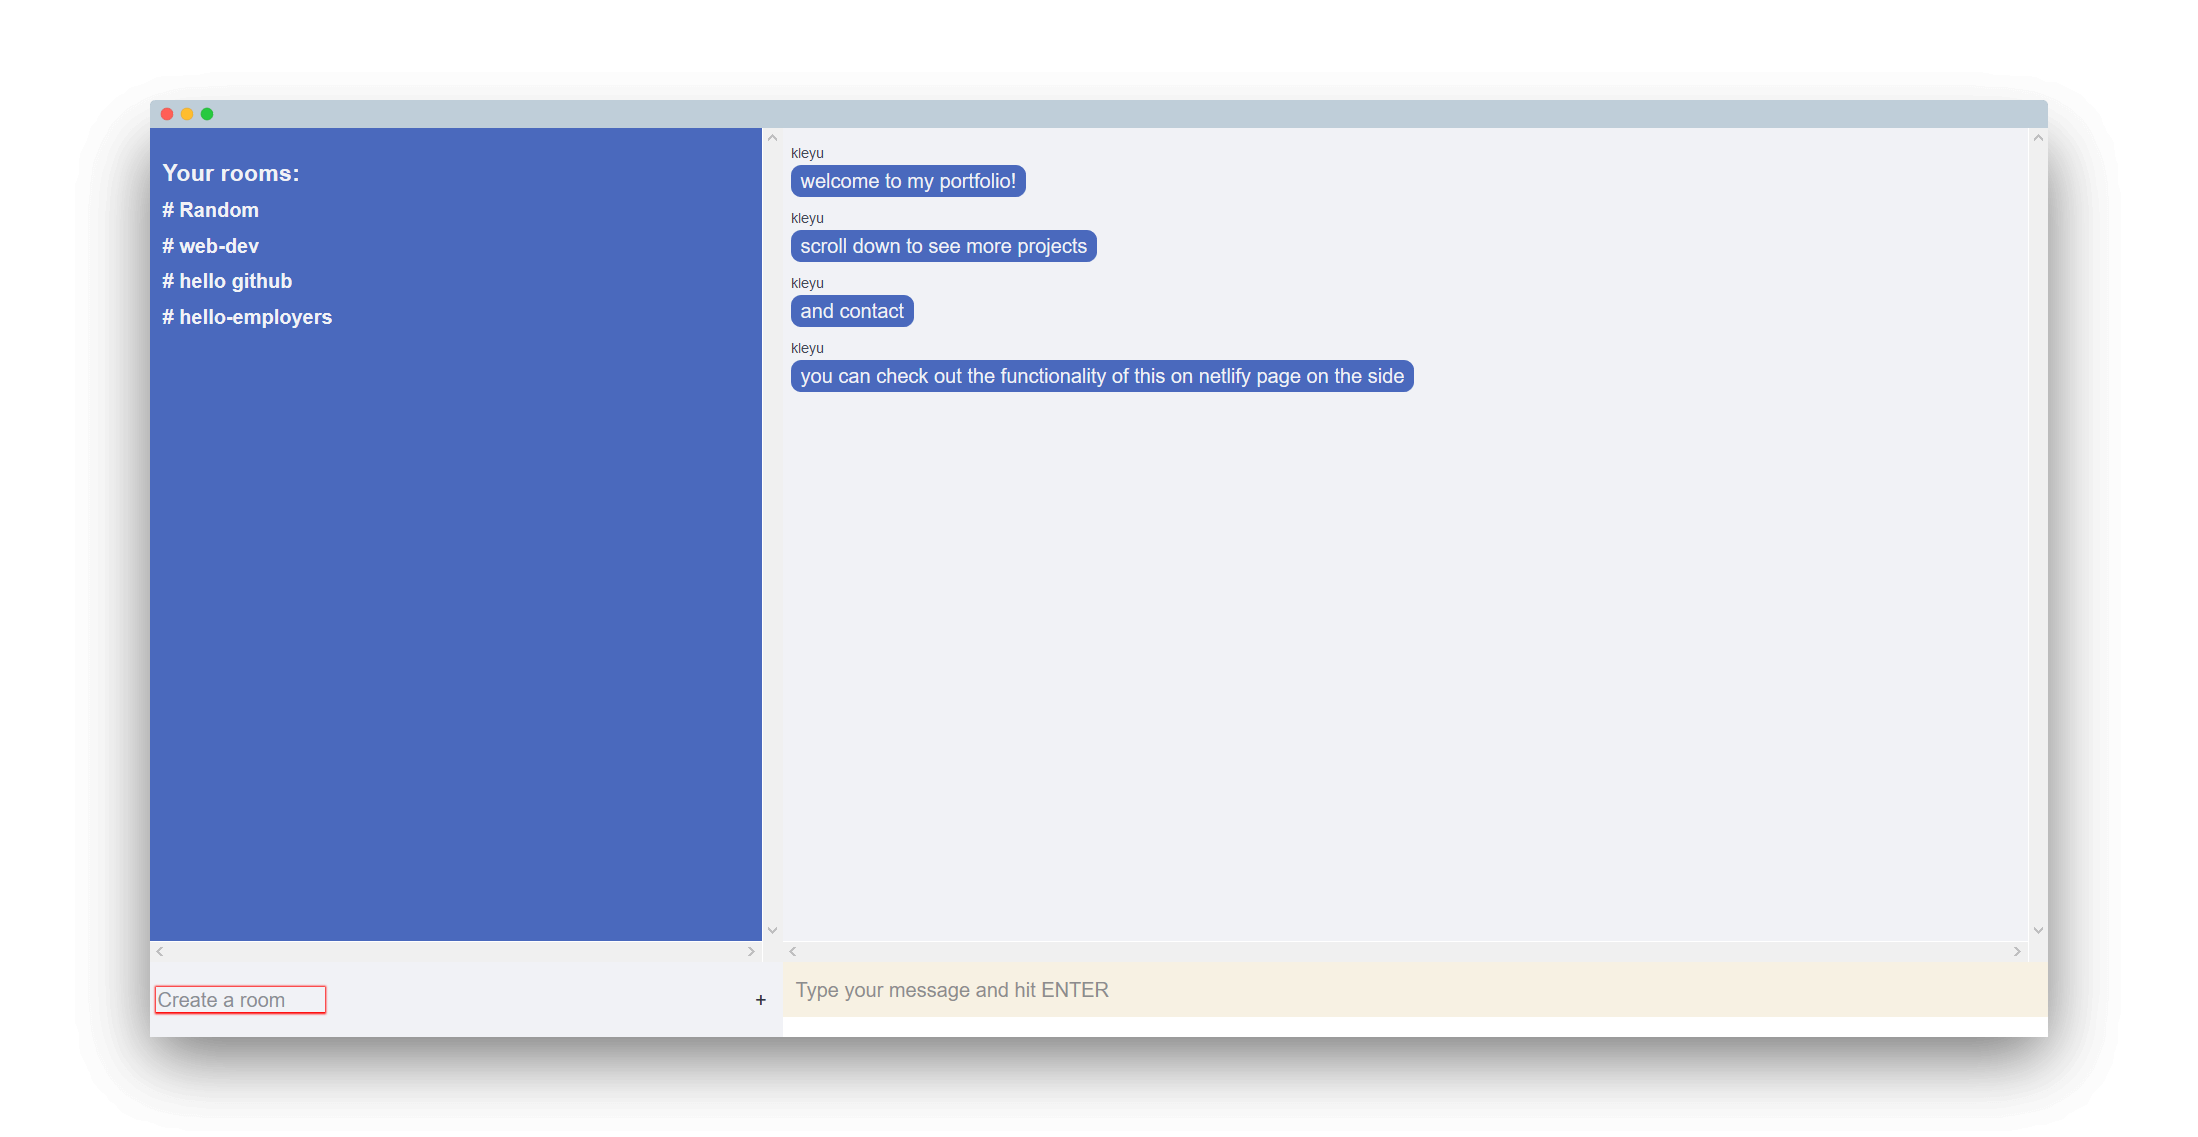 Your rooms:
# Random
# web-dev
# hello github
# hello-employers
Create a room
+
kleyu
welcome to my portfolio!
kleyu
scroll down to see more projects
kleyu
and contact
kleyu
you can check out the functionality of this on netlify page on the side
Type your message and hit ENTER